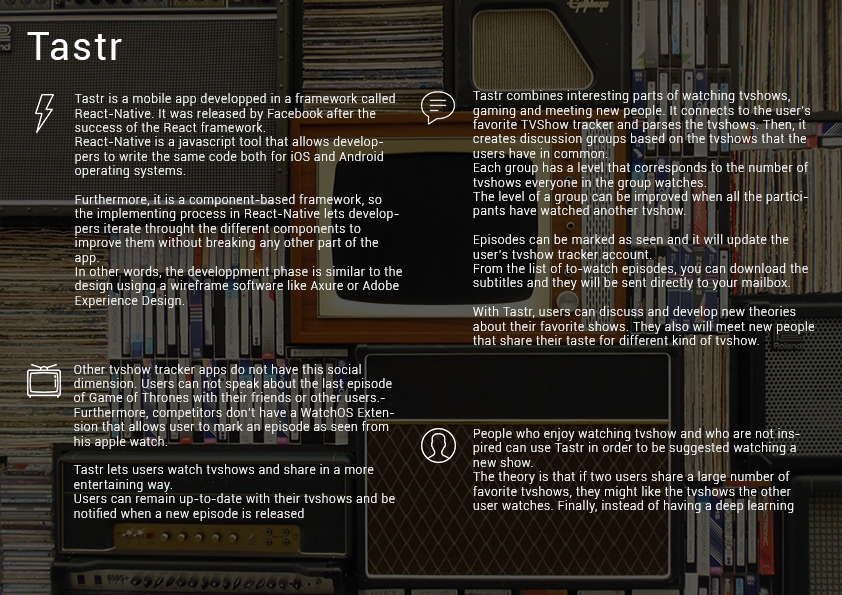 Tastr
Tastr is a mobile app developped in a framework called
React-Native. It was released by Facebook after the
success of the React framework.
React-Native is a javascript tool that allows develop-
pers to write the same code both for iOS and Android
operating systems.
Furthermore, it is a component-based framework, so
the implementing process in React-Native lets develop-
pers iterate throught the different components to
improve them without breaking any other part of the
app.
In other words, the developpment phase is similar to the
design usigng a wireframe software like Axure or Adobe
Experience Design.
Other tvshow tracker apps do not have this social
dimension. Users can not speak about the last episode
of Game of Thrones with their friends or other users.-
Furthermore, competitors don't have a WatchOS Exten-
sion that allows user to mark an episode as seen from
his apple watch.
Tastr lets users watch tvshows and share in a more
entertaining way.
Users can remain up-to-date with their tvshows and be
notified when a new episode is released
Tastr combines interesting parts of watching tvshows,
gaming and meeting new people. It connects to the user's
favorite TVShow tracker and parses the tvshows. Then, it
creates discussion groups based on the tvshows that the
users have in common.
Each group has a level that corresponds to the number of
tvshows everyone in the group watches.
The level of a group can be improved when all the partici-
pants have watched another tvshow.
Episodes can be marked as seen and it will update the
user's tvshow tracker account.
From the list of to-watch episodes, you can download the
subtitles and they will be sent directly to your mailbox.
With Tastr, users can discuss and develop new theories
about their favorite shows. They also will meet new people
that share their taste for different kind of tvshow.
People who enjoy watching tvshow and who are not ins-
pired can use Tastr in order to be suggested watching a
new show.
The theory is that if two users share a large number of
favorite tvshows, they might like the tvshows the other
user watches. Finally, instead of having a deep learning
Epiphone